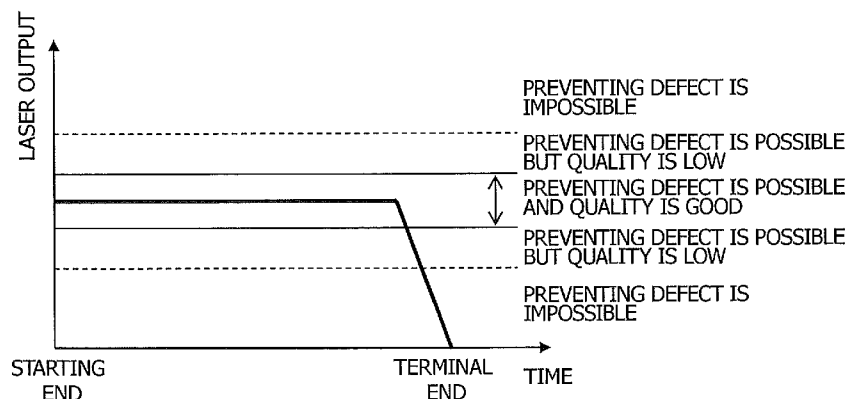 LASER OUTPUT
PREVENTING DEFECT IS
IMPOSSIBLE
PREVENTING DEFECT IS POSSIBLE
BUT QUALITY IS LOW
PREVENTING DEFECT IS POSSIBLE
AND QUALITY IS GOOD
PREVENTING DEFECT IS POSSIBLE
BUT QUALITY IS LOW
PREVENTING DEFECT IS
IMPOSSIBLE
STARTING
END
TERMINAL
END
TIME